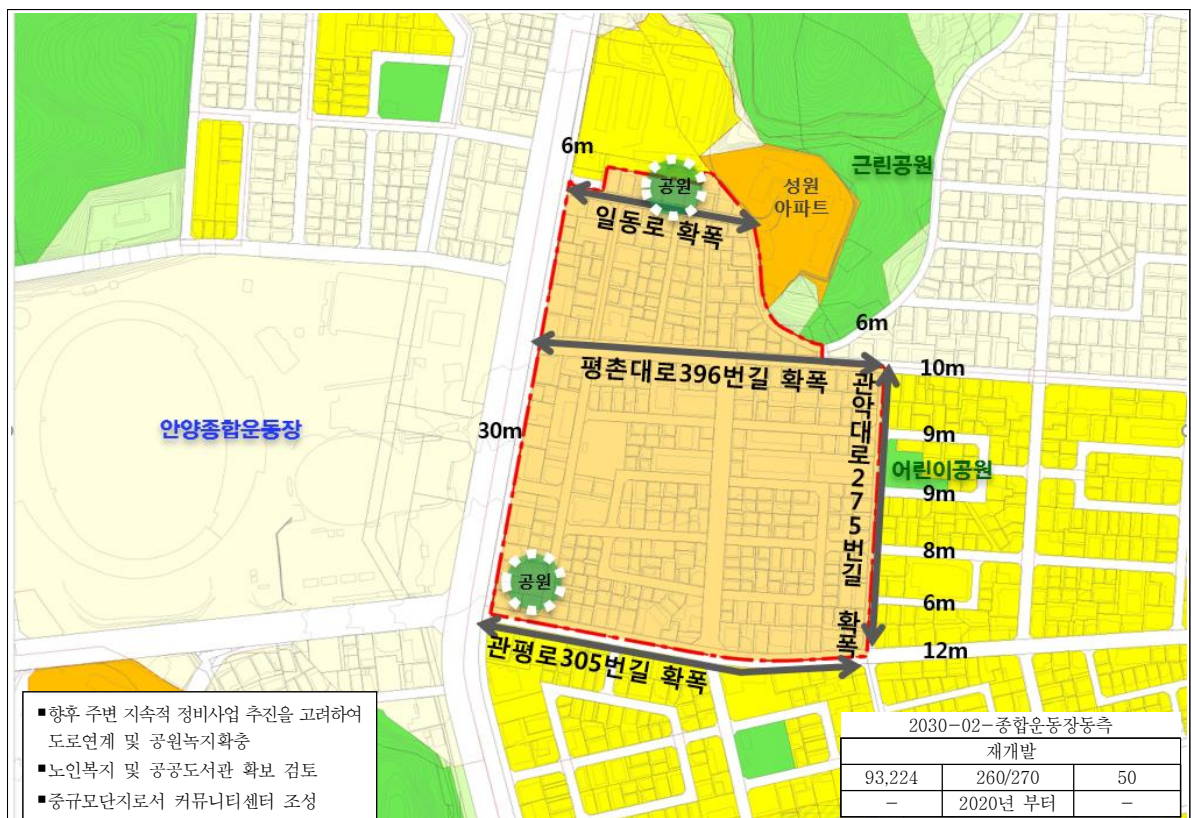 6m
공원
성원
아파트
근린공원
일동로 확폭
6m
평촌대로396번길 확폭
10m
관악대로275번길 확폭
안양종합운동장
30m
9m
어린이공원
9m
8m
공원
6m
12m
관평로305번길 확폭
▪향후 주변 지속적 정비사업 추진을 고려하여
도로연계 및 공원녹지확충
▪노인복지 및 공공도서관 확보 검토
▪중규모단지로서 커뮤니티센터 조성
2030-02-종합운동장동측
재개발
93,224 260/270 50
- 2020년 부터 -